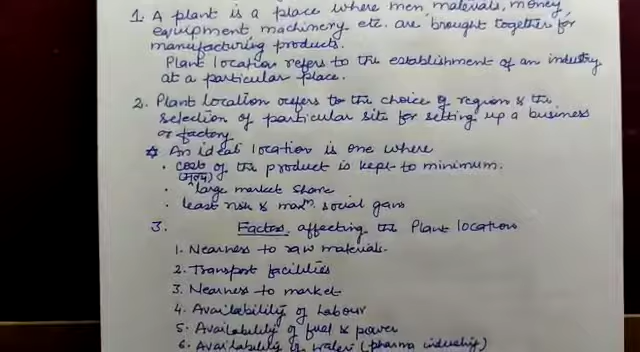 1. A plant is a place where men, materials, money,
equipment, machinery etc. are brought together for
manufacturing products.
Plant location refers to the establishment of an industry
at a particular place.
2. Plant location refers to the choice of region & the
selection of particular site for setting up a business
or factory
☆ An ideal location is one where
• cost of the product is kept to minimum.
(मूल्य)
• large market share
• least risk & maxm social gain
3. Factors affecting the Plant location
1. Nearness to raw materials.
2. Transport facilities
3. Nearness to market
4. Availability of Labour
5. Availability of fuel & power
6. Availability of water (pharma industry)